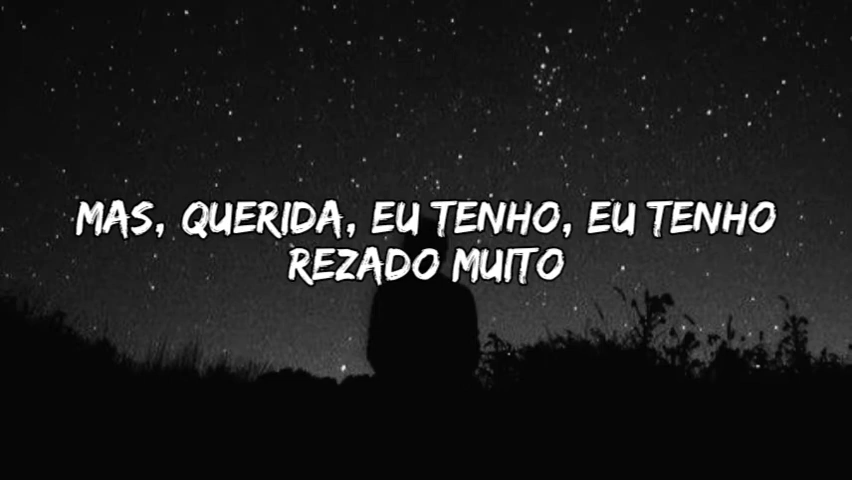 MAS, QUERIDA, EU TENHO, EU TENHO
REZADO MUITO